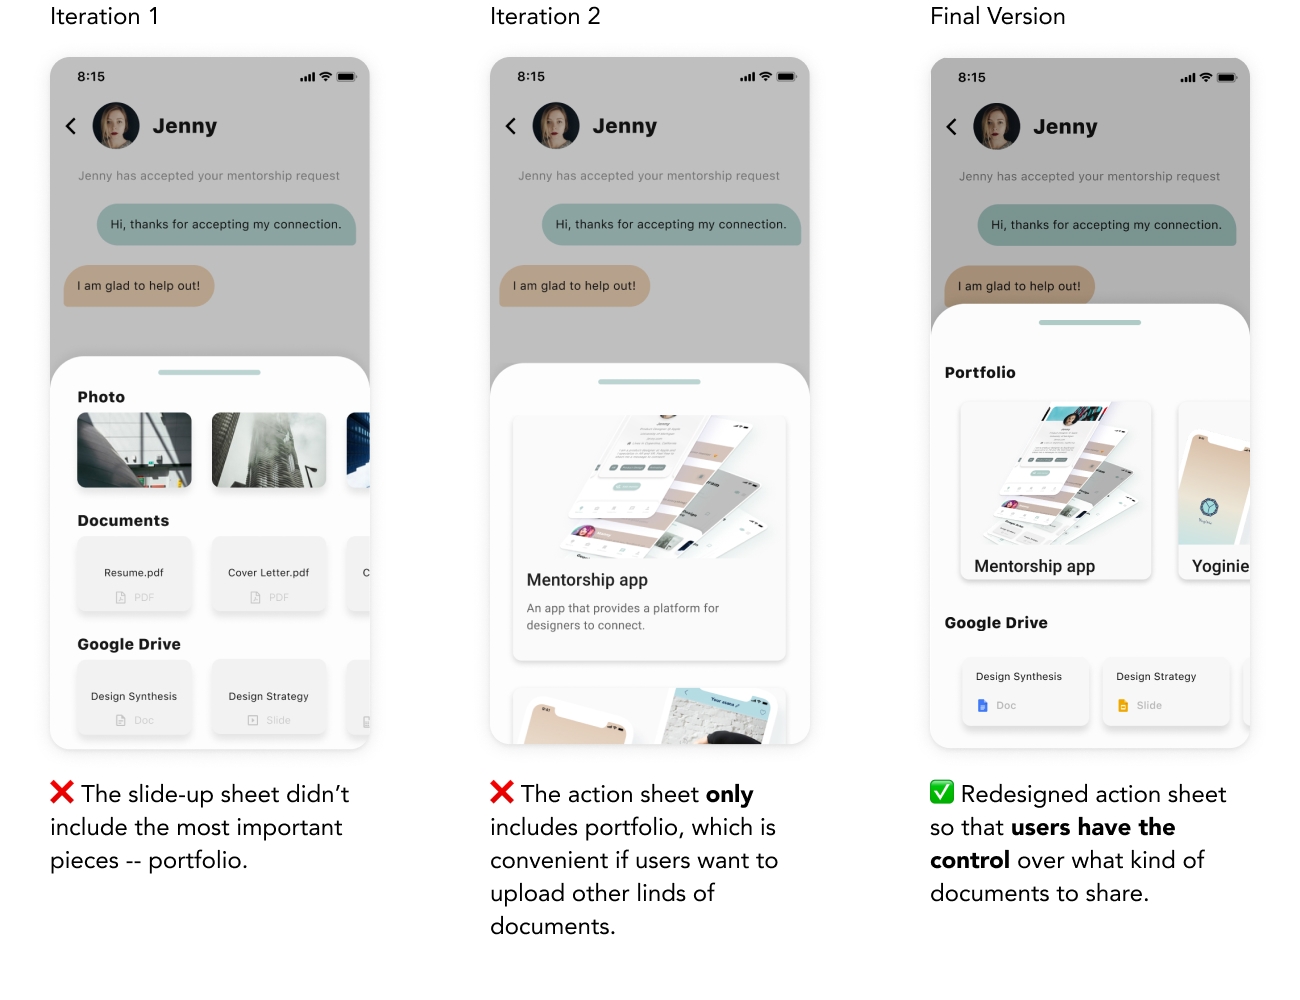 Iteration 1
8:15
Jenny
Jenny has accepted your mentorship request
Hi, thanks for accepting my connection.
I am glad to help out!
Photo
Documents
Resume.pdf
PDF
Cover Letter.pdf
PDF
C
Google Drive
Design Synthesis
Doc
Design Strategy
Slide
❌ The slide-up sheet didn’t
include the most important
pieces -- portfolio.
Iteration 2
8:15
Jenny
Jenny has accepted your mentorship request
Hi, thanks for accepting my connection.
I am glad to help out!
Mentorship app
An app that provides a platform for
designers to connect.
❌ The action sheet only
includes portfolio, which is
convenient if users want to
upload other linds of
documents.
Final Version
8:15
Jenny
Jenny has accepted your mentorship request
Hi, thanks for accepting my connection.
I am glad to help out!
Portfolio
Mentorship app
Yoginie
Google Drive
Design Synthesis
Doc
Design Strategy
Slide
✅ Redesigned action sheet
so that users have the
control over what kind of
documents to share.